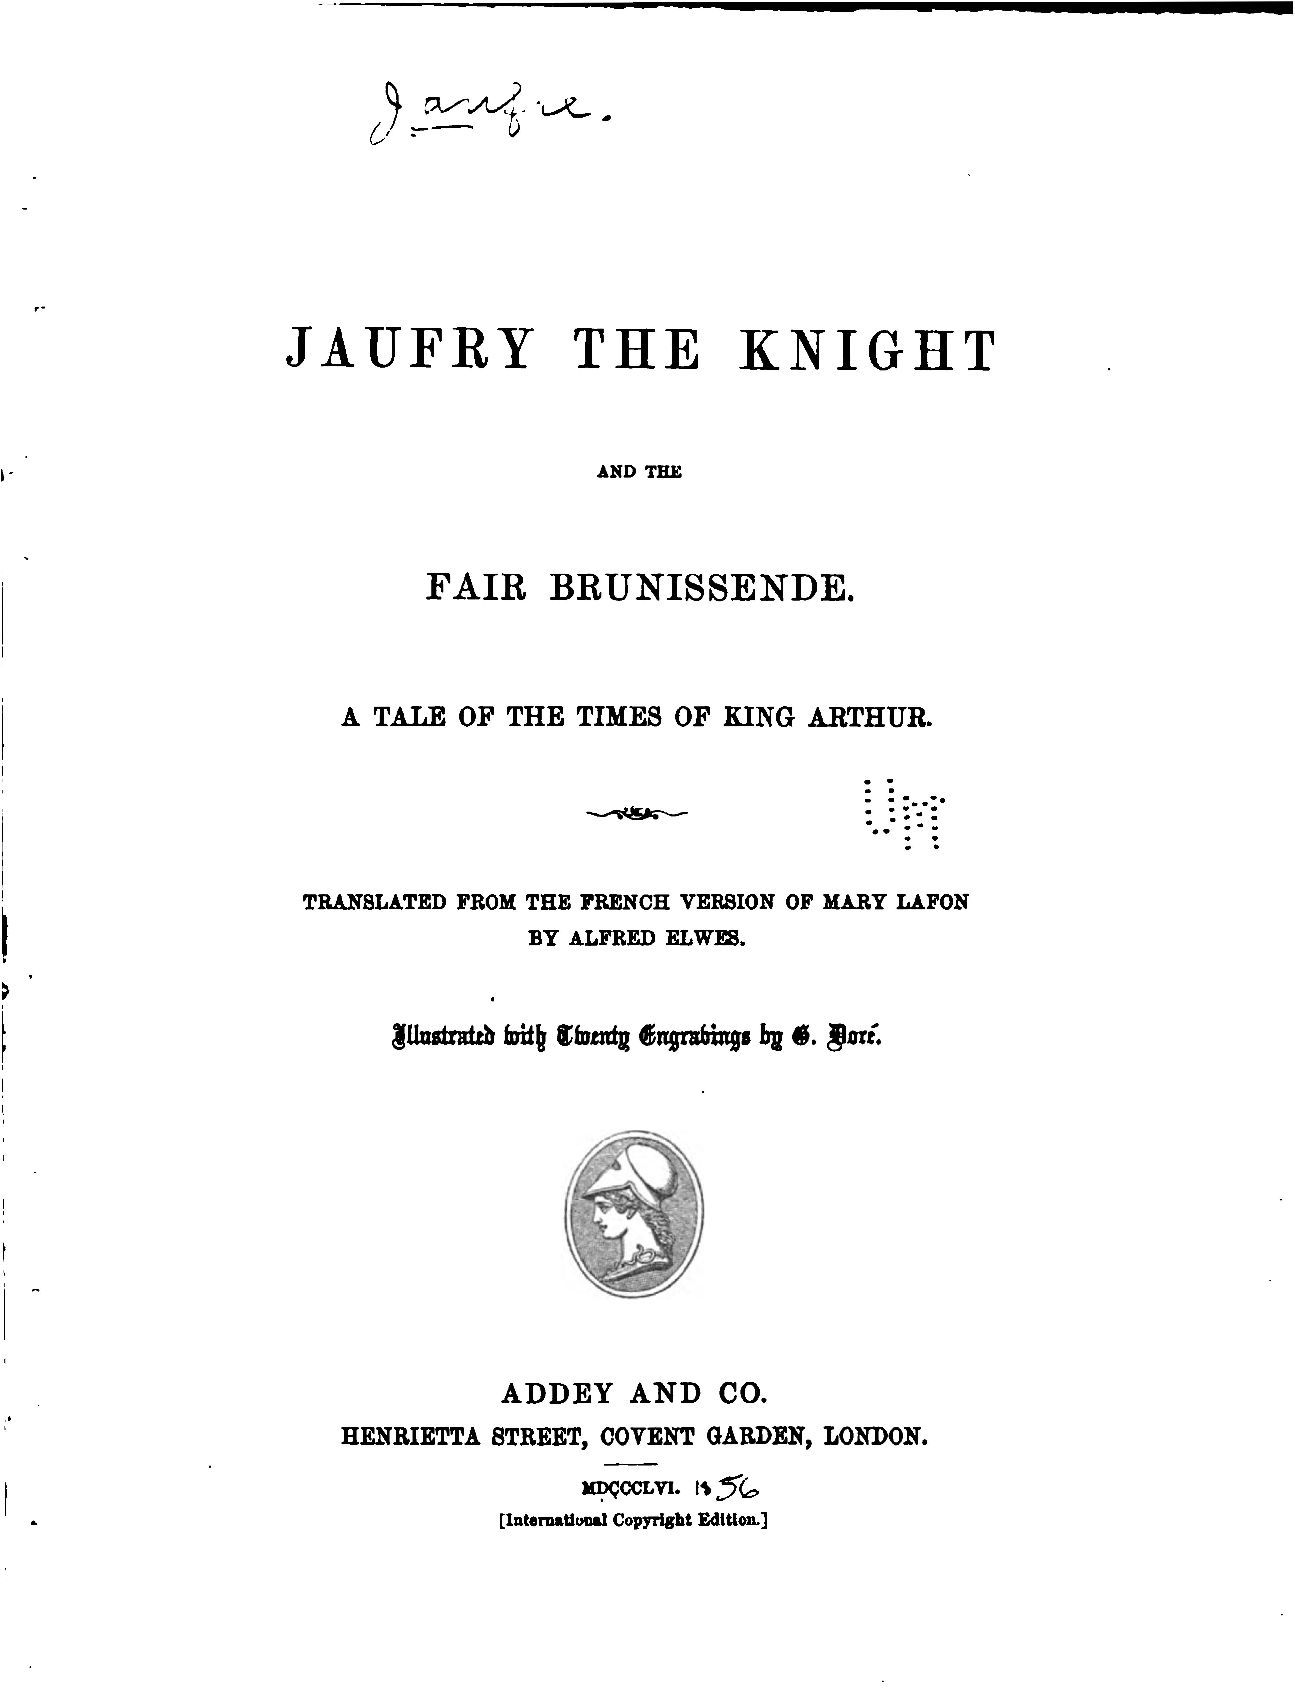 Jaufre.
JAUFRY THE KNIGHT
AND THE
FAIR BRUNISSENDE.
A TALE OF THE TIMES OF KING ARTHUR.
UM
TRANSLATED FROM THE FRENCH VERSION OF MARY LAFON
BY ALFRED ELWES.
Illustrated with Twenty Engravings by G. Doré.
ADDEY AND CO.
HENRIETTA STREET, COVENT GARDEN, LONDON.
MDCCCLVI. 1856
[International Copyright Edition.]